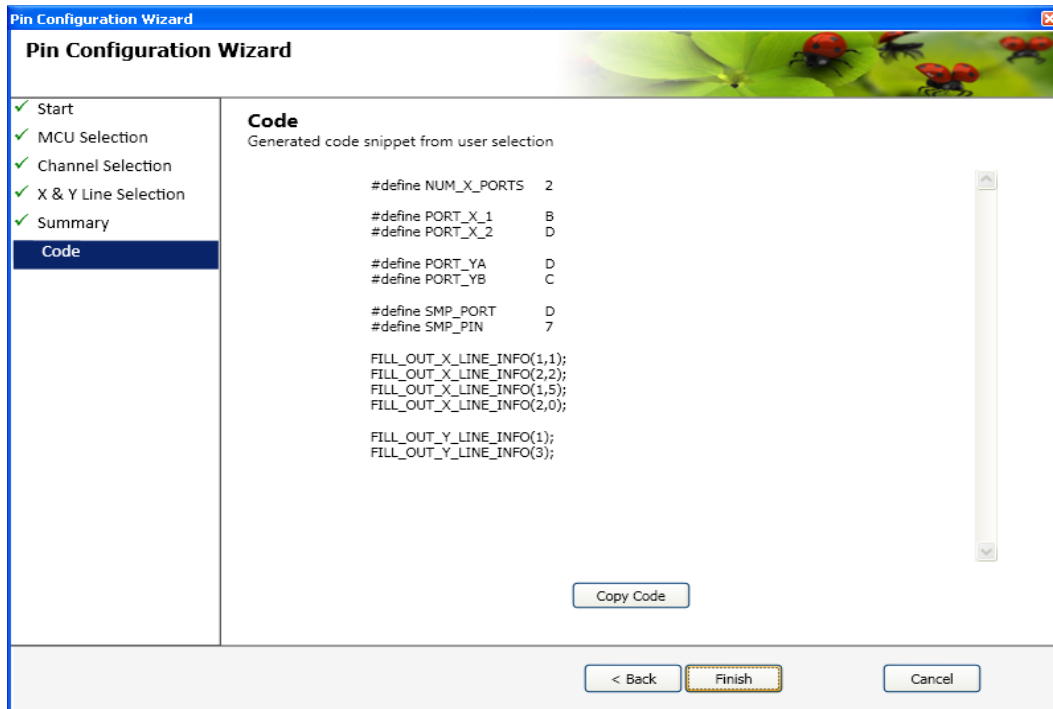 Pin Configuration Wizard
Pin Configuration Wizard
Start
MCU Selection
Channel Selection
X & Y Line Selection
Summary
Code
Code
Generated code snippet from user selection
#define NUM_X_PORTS 2
#define PORT_X_1 B
#define PORT_X_2 D
#define PORT_YA D
#define PORT_YB C
#define SMP_PORT D
#define SMP_PIN 7
FILL_OUT_X_LINE_INFO(1,1);
FILL_OUT_X_LINE_INFO(2,2);
FILL_OUT_X_LINE_INFO(1,5);
FILL_OUT_X_LINE_INFO(2,0);
FILL_OUT_Y_LINE_INFO(1);
FILL_OUT_Y_LINE_INFO(3);
Copy Code
< Back Finish Cancel